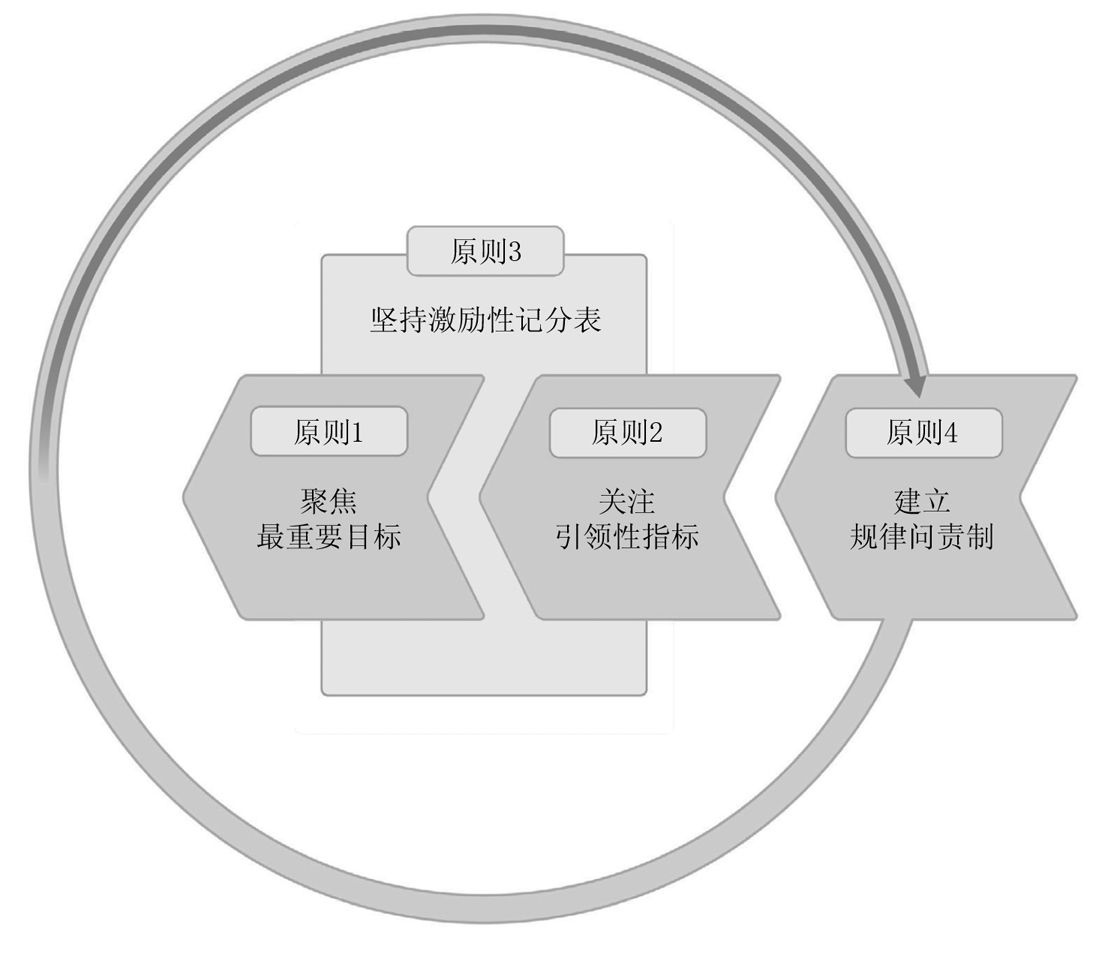 原则3
坚持激励性记分表
原则1
聚焦
最重要目标
原则2
关注
引领性指标
原则4
建立
规律问责制